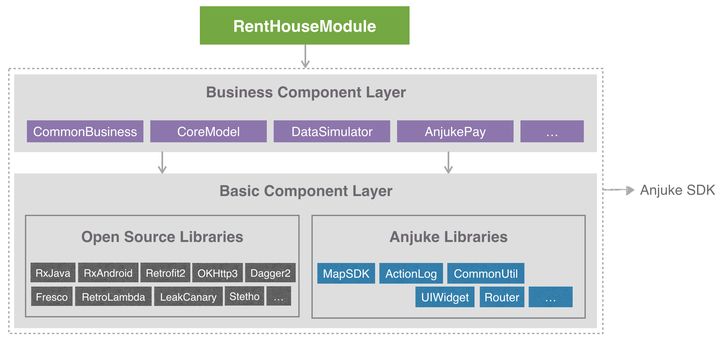 RentHouseModule
Business Component Layer
CommonBusiness CoreModel DataSimulator AnjukePay ...
Basic Component Layer
Anjuke SDK
Open Source Libraries
RxJava RxAndroid Retrofit2 OKHttp3 Dagger2
Fresco RetroLambda LeakCanary Stetho ...
Anjuke Libraries
MapSDK ActionLog CommonUtil
UIWidget Router ...